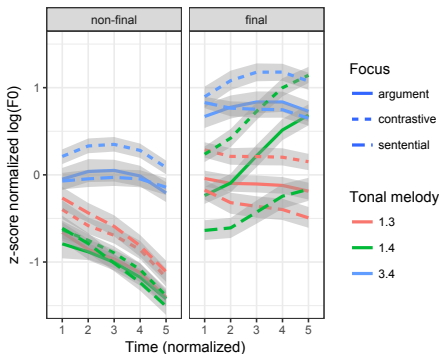 non-final final
1
0
-1
z-score normalized log(F0)
1 2 3 4 5 1 2 3 4 5
Time (normalized)
Focus
argument
contrastive
sentential
Tonal melody
1.3
1.4
3.4